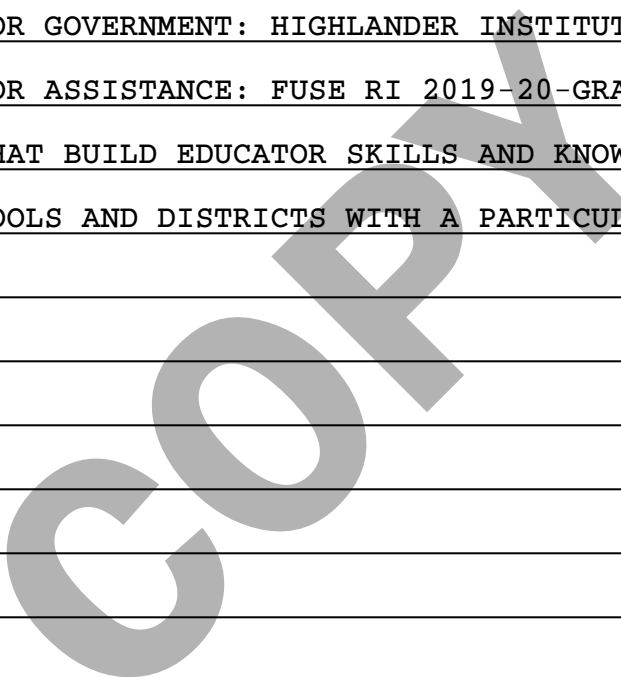 OR GOVERNMENT: HIGHLANDER INSTITUT
OR ASSISTANCE: FUSE RI 2019-20-GRA
HAT BUILD EDUCATOR SKILLS AND KNOW
OOLS AND DISTRICTS WITH A PARTICUL
COPY